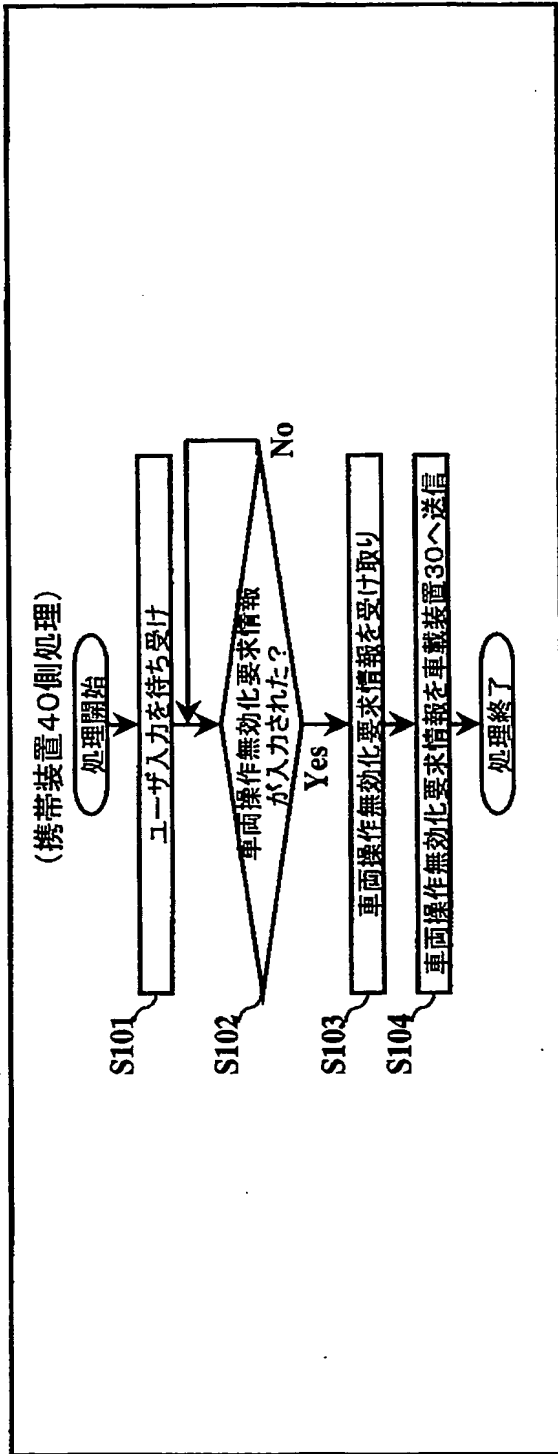 (携帯装置40側処理)
処理開始
S101
ユーザ入力を待ち受け
S102
車両操作無効化要求情報
が入力された?
No
Yes
S103
車両操作無効化要求情報を受け取り
S104
車両操作無効化要求情報を車載装置30へ送信
処理終了